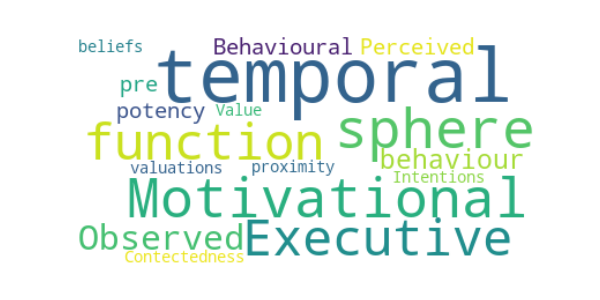 beliefs Behavioural Perceived
temporal
pre
potency Value
sphere
function
behaviour
valuations proximity
Intentions
Motivational
Observed Executive
Contectedness